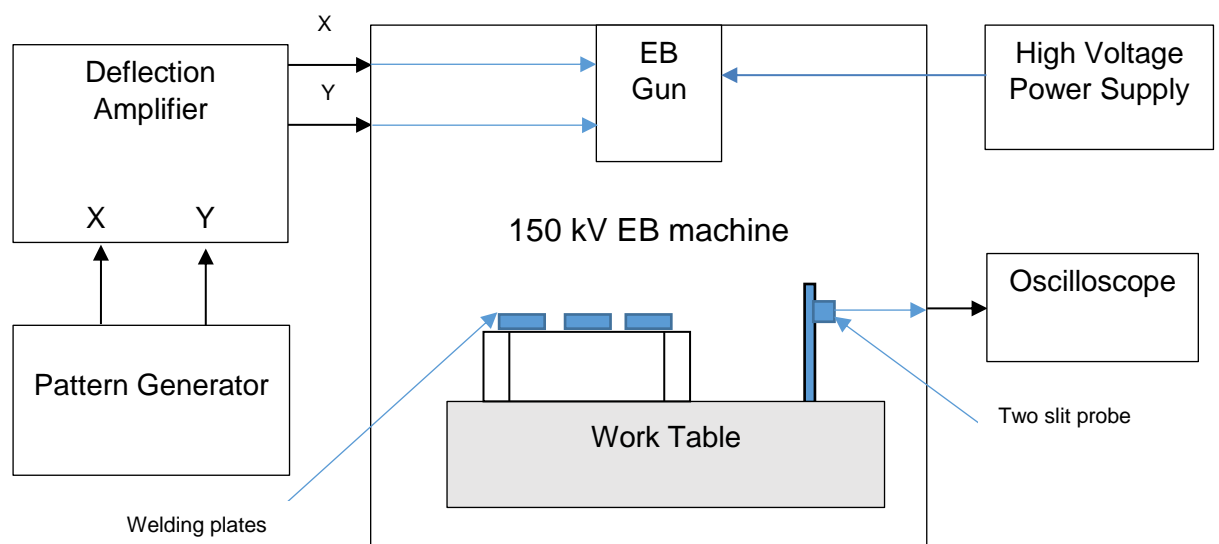 X
Y
Deflection
Amplifier
X Y
Pattern Generator
EB
Gun
High Voltage
Power Supply
150 kV EB machine
Oscilloscope
Work Table
Two slit probe
Welding plates